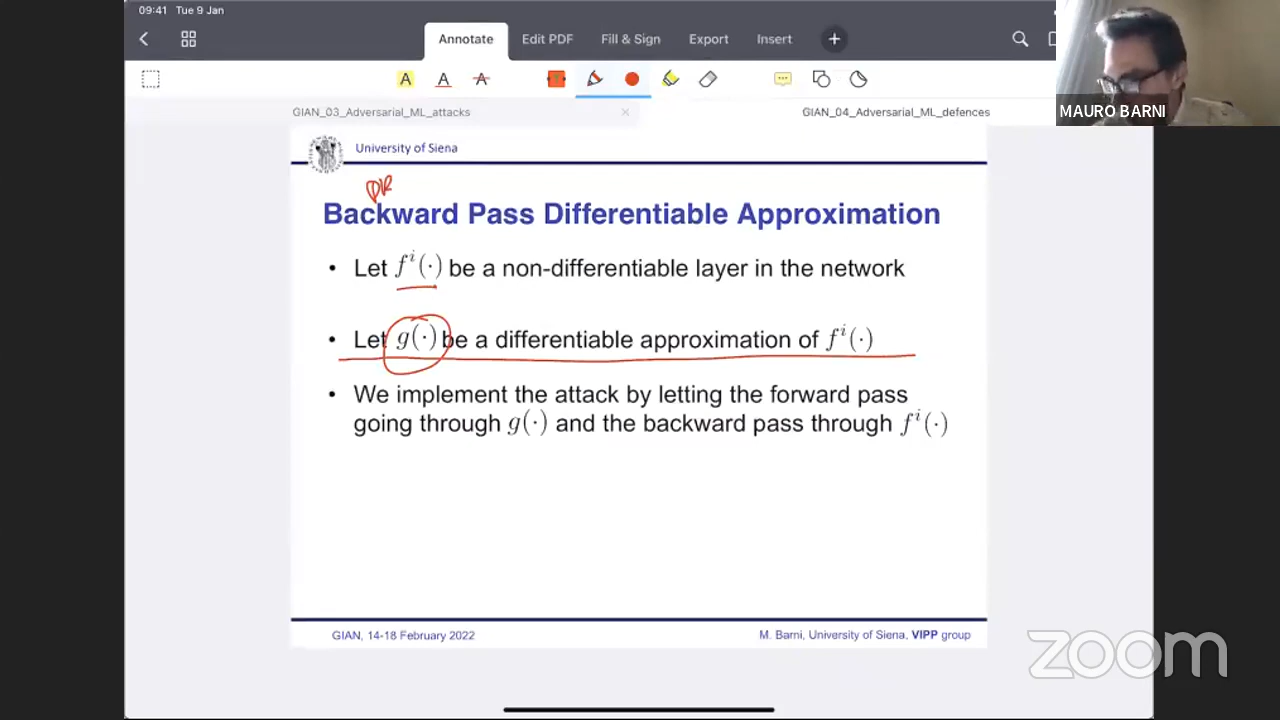 09:41 Tue 9 Jan
Annotate Edit PDF Fill & Sign Export Insert
MAURO BARNI
GIAN_03_Adversarial_ML_attacks
GIAN_04_Adversarial_ML_defences
University of Siena
Backward Pass Differentiable Approximation
• Let fⁱ(·) be a non-differentiable layer in the network
• Let g(·) be a differentiable approximation of fⁱ(·)
• We implement the attack by letting the forward pass
going through g(·) and the backward pass through fⁱ(·)
GIAN, 14-18 February 2022
M. Barni, University of Siena, VIPP group
zoom